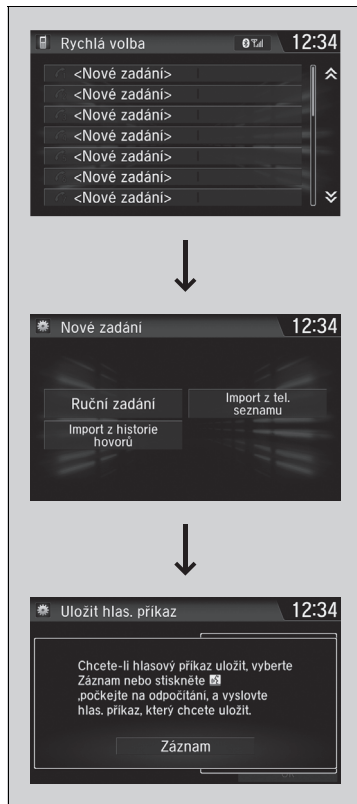 Rychlá volba
12:34
<Nové zadání>
<Nové zadání>
<Nové zadání>
<Nové zadání>
<Nové zadání>
<Nové zadání>
<Nové zadání>
Nové zadání
12:34
Ruční zadání
Import z tel.
seznamu
Import z historie
hovorů
Uložit hlas. příkaz
12:34
Chcete-li hlasový příkaz uložit, vyberte
Záznam nebo stiskněte
,počkejte na odpočítání, a vyslovte
hlas. příkaz, který chcete uložit.
Záznam
OK